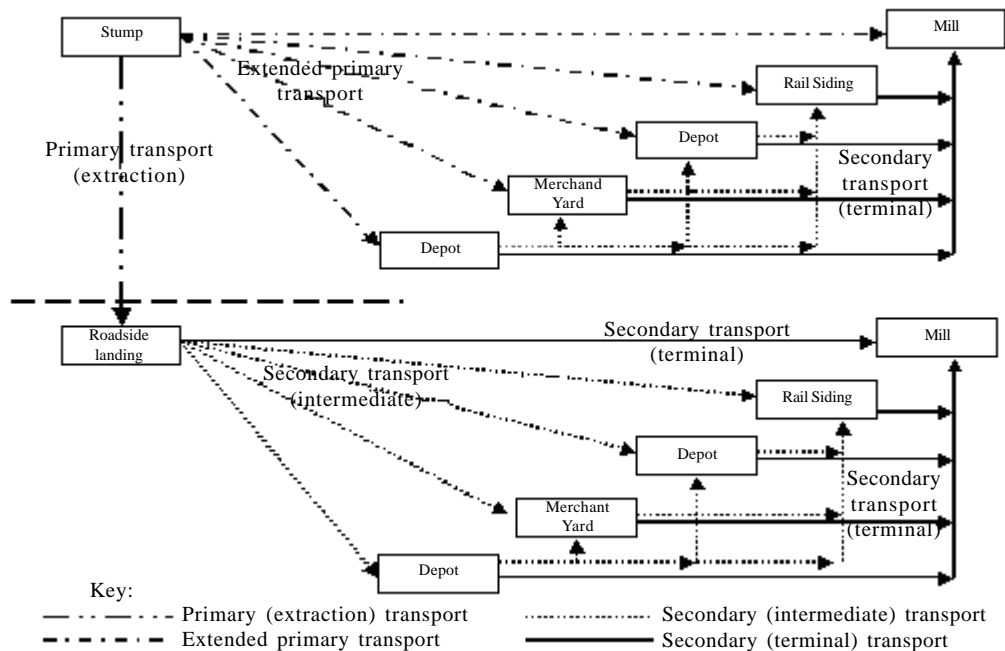 Stump
Mill
Extended primary
transport
Rail Siding
Primary transport
(extraction)
Depot
Secondary
transport
(terminal)
Merchand
Yard
Depot
Roadside
landing
Secondary transport
(terminal)
Mill
Secondary transport
(intermediate)
Rail Siding
Depot
Secondary
transport
(terminal)
Merchant
Yard
Depot
Key:
Primary (extraction) transport
Extended primary transport
Secondary (intermediate) transport
Secondary (terminal) transport